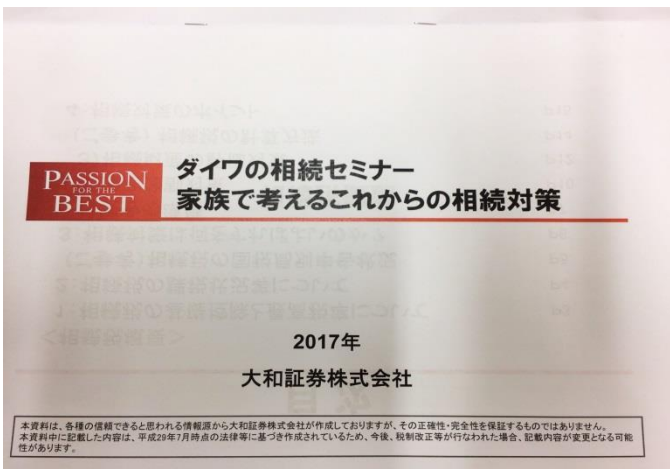 PASSION
FOR THE
BEST
ダイワの相続セミナー
家族で考えるこれからの相続対策
2017年
大和証券株式会社
本資料は、各種の信頼できると思われる情報源から大和証券株式会社が作成しておりますが、その正確性・完全性を保証するものではありません。
本資料中に記載した内容は、平成29年7月時点の法律等に基づき作成されているため、今後、税制改正等が行なわれた場合、記載内容が変更となる可能
性があります。